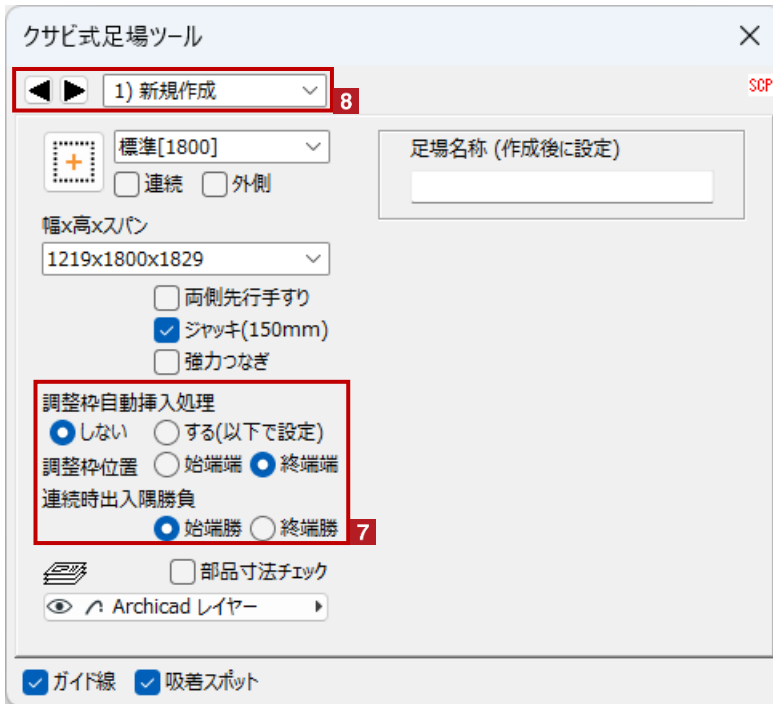 クサビ式足場ツール
1) 新規作成
8
SCP
標準[1800]
連続 外側
足場名称 (作成後に設定)
幅x高xスパン
1219x1800x1829
両側先行手すり
ジャッキ(150mm)
強力つなぎ
調整枠自動挿入処理
しない する(以下で設定)
調整枠位置 始端端 終端端
連続時出入隅勝負
始端勝 終端勝
7
部品寸法チェック
Archicad レイヤー
ガイド線 吸着スポット